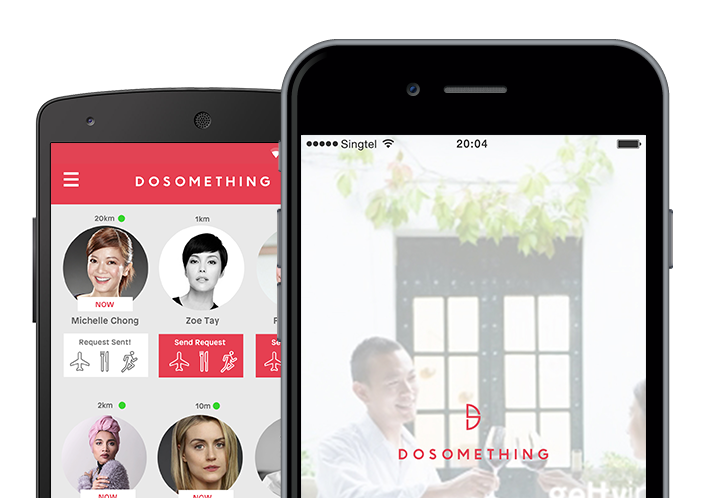 DOSOMETHING
20km
1km
NOW
Michelle Chong
Zoe Tay
Request Sent!
Send Request
2km
10m
NOW
NOW
Singtel
20:04
DOSOMETHING